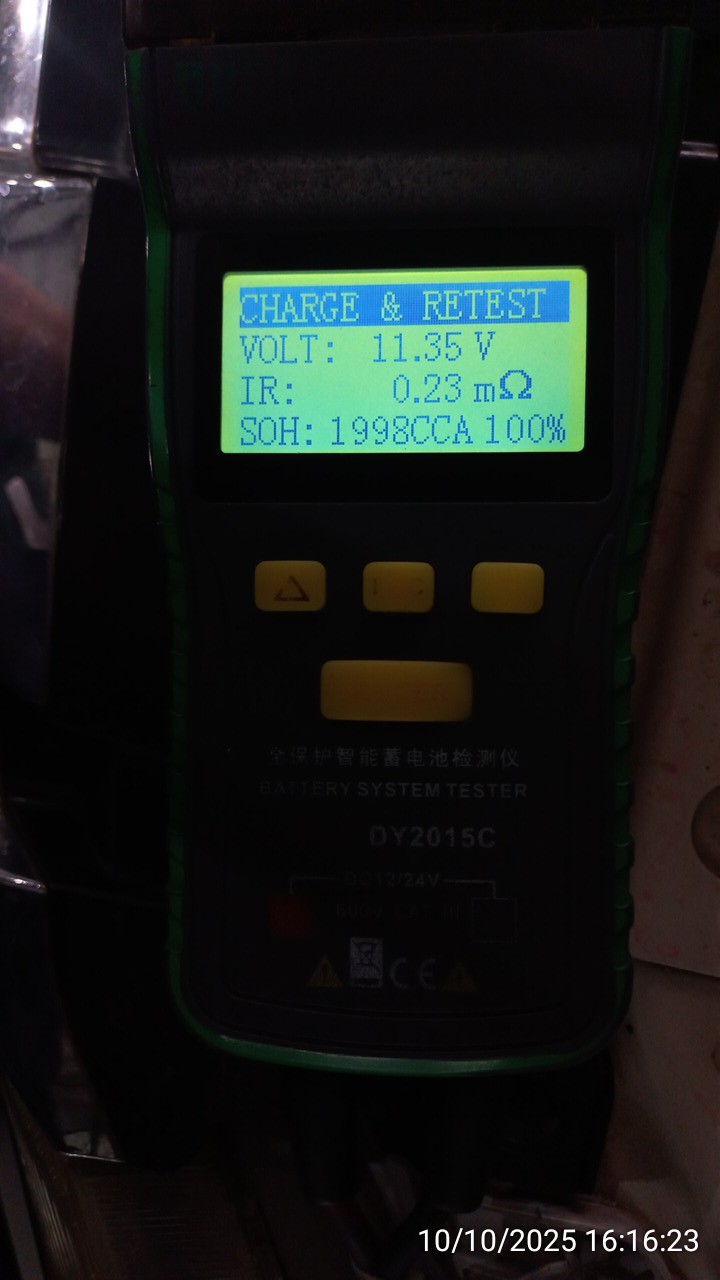 CHARGE & RETEST
VOLT: 11.35 V
IR: 0.23 mΩ
SOH: 1998CCA 100%
全保护智能蓄电池检测仪
BATTERY SYSTEM TESTER
DY2015C
DC12/24V
CE
10/10/2025 16:16:23